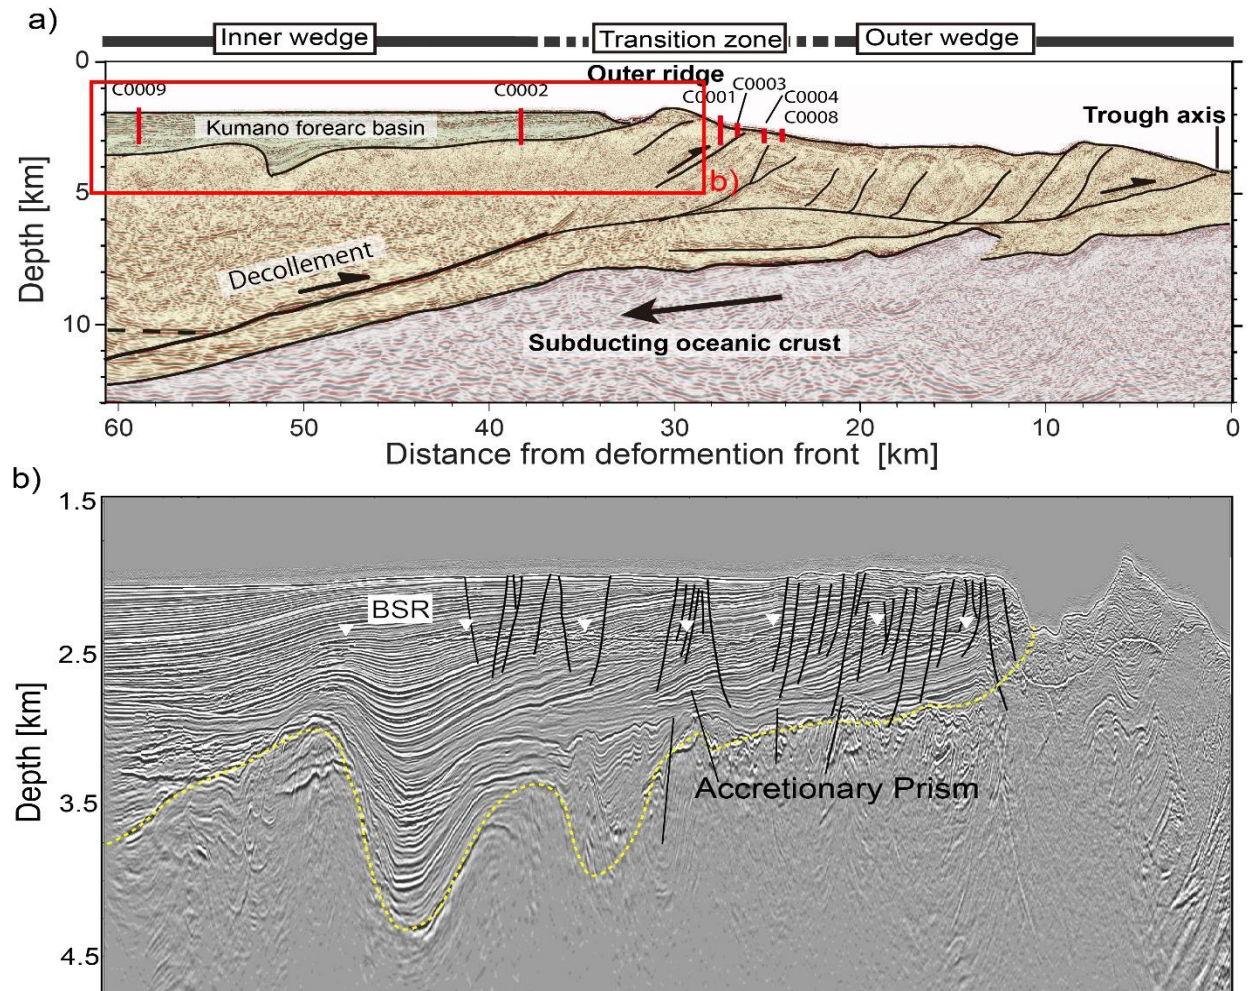 a)
Inner wedge
Transition zone
Outer wedge
Outer ridge
C0009
C0002
C0001
C0003
C0004
C0008
Kumano forearc basin
Trough axis
b)
Decollement
Subducting oceanic crust
Depth [km]
0
5
10
60
50
40
30
20
10
0
Distance from deformention front [km]
b)
1.5
2.5
3.5
4.5
Depth [km]
BSR
Accretionary Prism